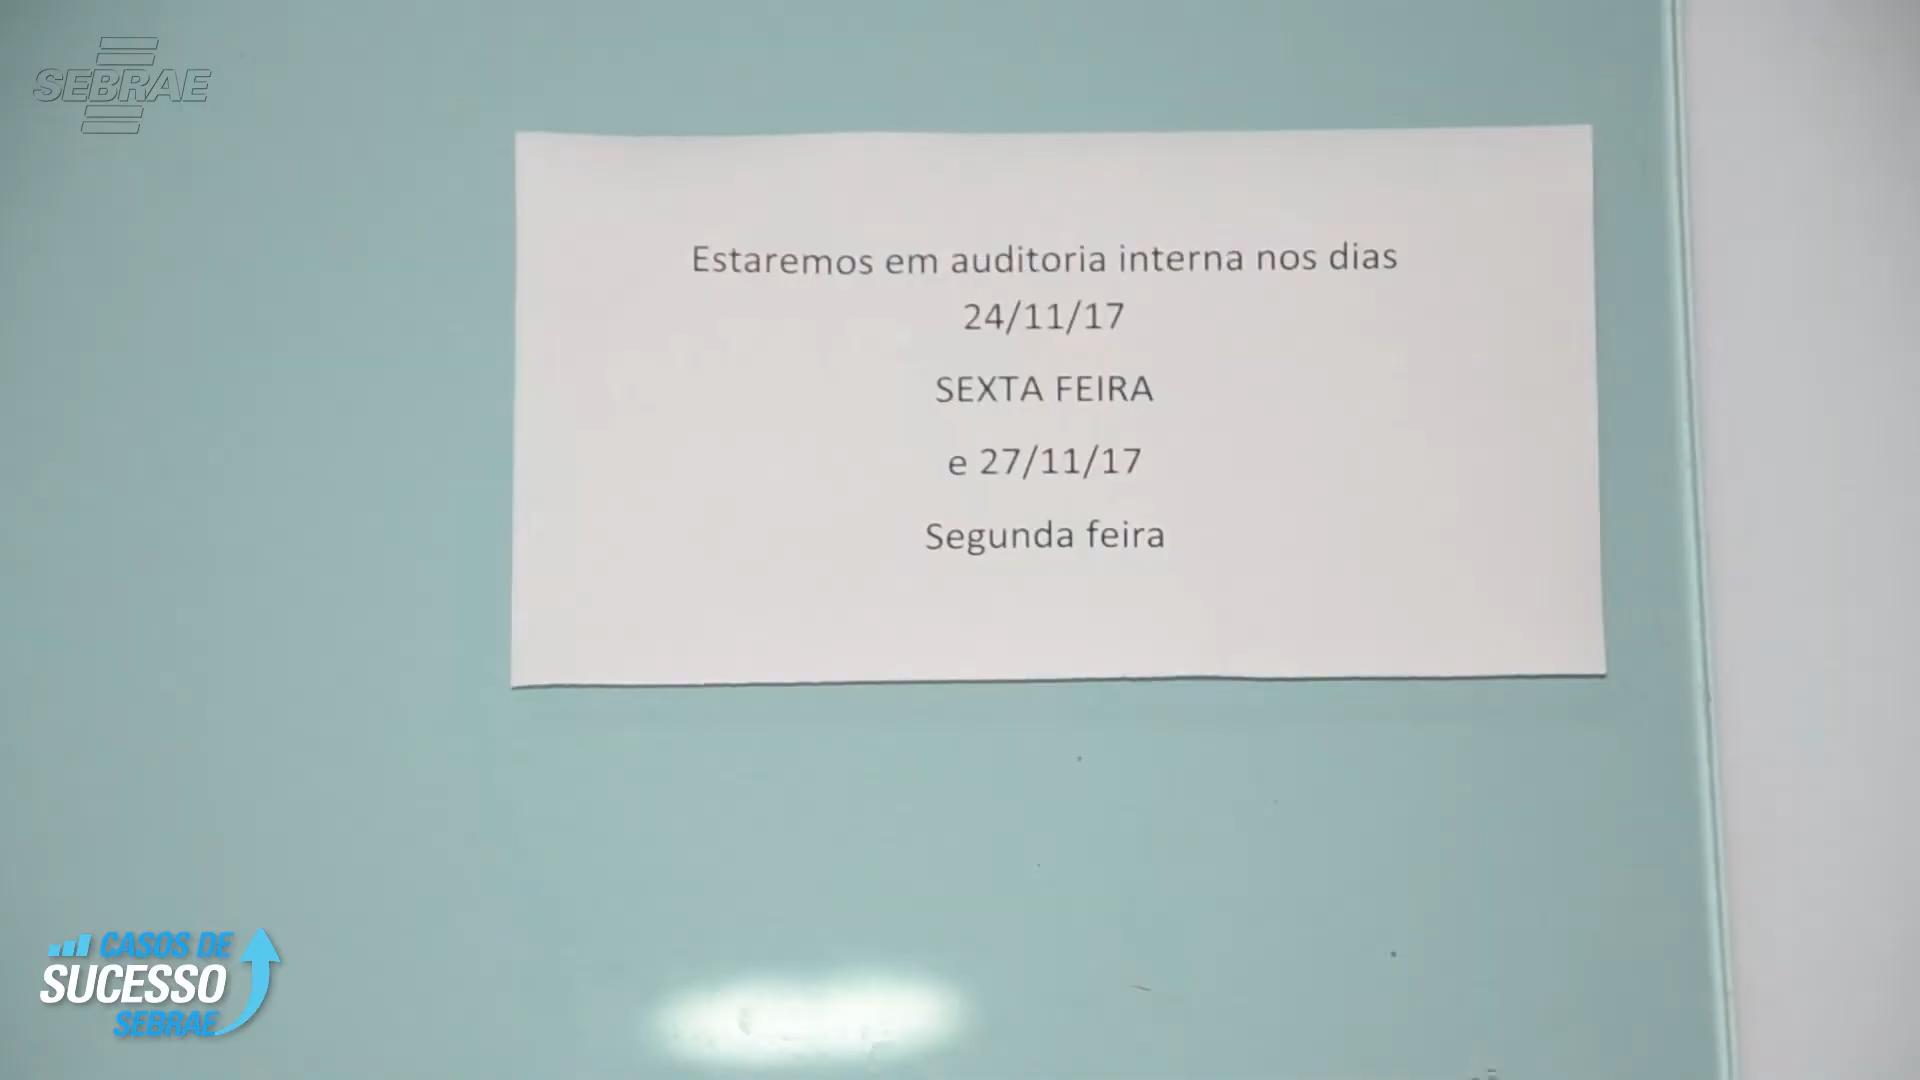 SEBRAE
Estaremos em auditoria interna nos dias
24/11/17
SEXTA FEIRA
e 27/11/17
Segunda feira
CASOS DE
SUCESSO
SEBRAE